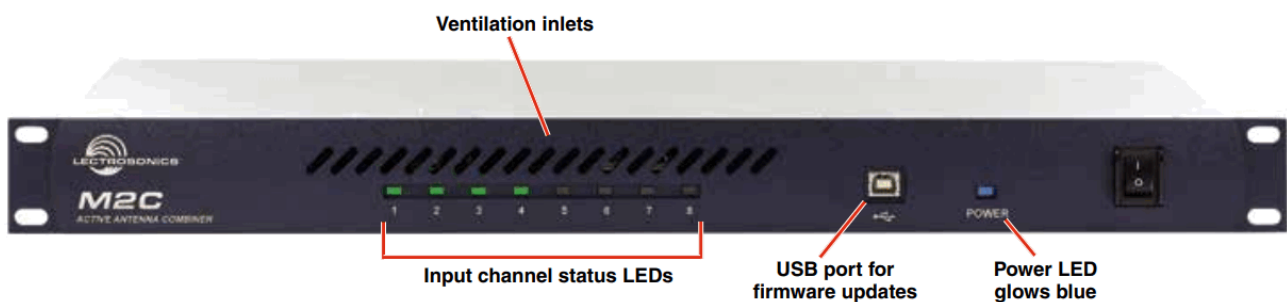 Ventilation inlets
LECTROSONICS
M2C
ACTIVE ANTENNA COMBINER
1 2 3 4 5 6 7 8
POWER
I
O
Input channel status LEDs
USB port for
firmware updates
Power LED
glows blue